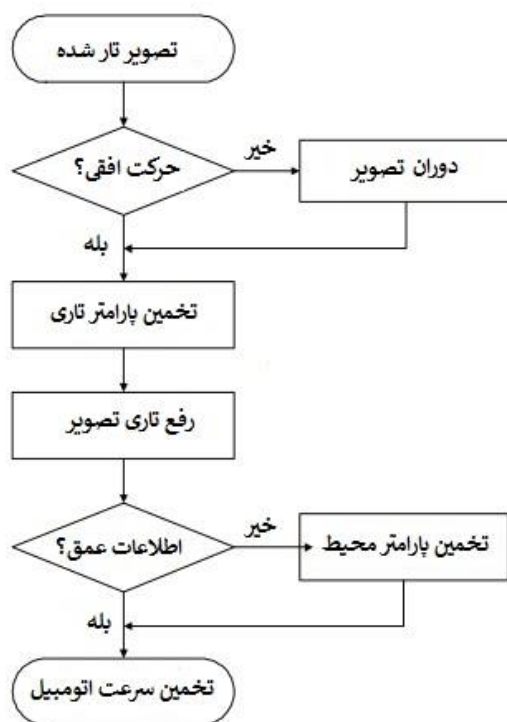 تصویر تار شده
حرکت افقی؟
خیر
دوران تصویر
بله
تخمین پارامتر تاری
رفع تاری تصویر
اطلاعات عمق؟
خیر
تخمین پارامتر محیط
بله
تخمین سرعت اتومبیل